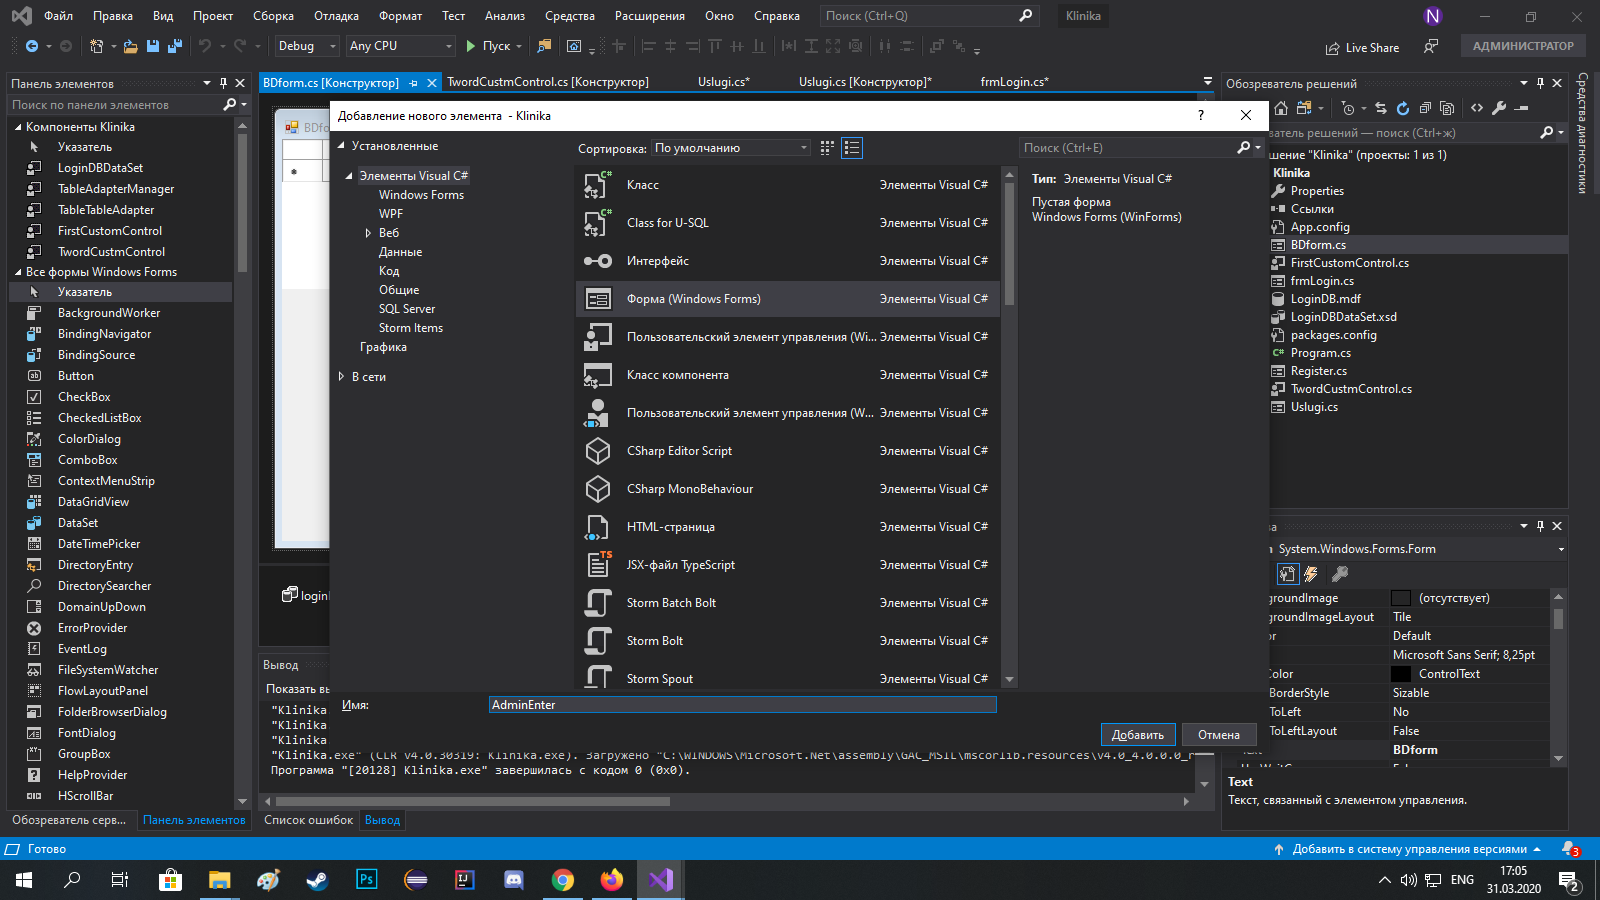 Файл Правка Вид Проект Сборка Отладка Формат Тест Анализ Средства Расширения Окно Справка Поиск (Ctrl+Q) Klinika N
Debug Any CPU Пуск Live Share АДМИНИСТРАТОР
Панель элементов
Поиск по панели элементов
Компоненты Klinika
Указатель
LoginDBDataSet
TableAdapterManager
TableTableAdapter
FirstCustomControl
TwordCustmControl
Все формы Windows Forms
Указатель
BackgroundWorker
BindingNavigator
BindingSource
Button
CheckBox
CheckedListBox
ColorDialog
ComboBox
ContextMenuStrip
DataGridView
DataSet
DateTimePicker
DirectoryEntry
DirectorySearcher
DomainUpDown
ErrorProvider
EventLog
FileSystemWatcher
FlowLayoutPanel
FolderBrowserDialog
FontDialog
GroupBox
HelpProvider
HScrollBar
Обозреватель серв... Панель элементов
BDform.cs [Конструктор] TwordCustmControl.cs [Конструктор] Uslugi.cs* Uslugi.cs [Конструктор]* frmLogin.cs*
BDfo
Добавление нового элемента - Klinika
Установленные
Элементы Visual C#
Windows Forms
WPF
Веб
Данные
Код
Общие
SQL Server
Storm Items
Графика
В сети
Сортировка: По умолчанию
Поиск (Ctrl+E)
Класс Элементы Visual C#
Class for U-SQL Элементы Visual C#
Интерфейс Элементы Visual C#
Форма (Windows Forms) Элементы Visual C#
Пользовательский элемент управления (Wi... Элементы Visual C#
Класс компонента Элементы Visual C#
Пользовательский элемент управления (W... Элементы Visual C#
CSharp Editor Script Элементы Visual C#
CSharp MonoBehaviour Элементы Visual C#
HTML-страница Элементы Visual C#
JSX-файл TypeScript Элементы Visual C#
Storm Batch Bolt Элементы Visual C#
Storm Bolt Элементы Visual C#
Storm Spout Элементы Visual C#
Тип: Элементы Visual C#
Пустая форма
Windows Forms (WinForms)
Имя: AdminEnter
Добавить Отмена
login
Вывод
Показать вы
"Klinika.
"Klinika.
"Klinika.
"Klinika.exe" (CLR v4.0.30319: Klinika.exe). Загружено "C:\WINDOWS\Microsoft.Net\assembly\GAC_MSIL\mscorlib.resources\v4.0_4.0.0.0_r
Программа "[20128] Klinika.exe" завершилась с кодом 0 (0x0).
Список ошибок Вывод
Обозреватель решений
ватель решений — поиск (Ctrl+ж)
шение "Klinika" (проекты: 1 из 1)
Klinika
Properties
Ссылки
App.config
BDform.cs
FirstCustomControl.cs
frmLogin.cs
LoginDB.mdf
LoginDBDataSet.xsd
packages.config
Program.cs
Register.cs
TwordCustmControl.cs
Uslugi.cs
Средства диагностики
а
System.Windows.Forms.Form
groundImage (отсутствует)
groundImageLayout Tile
or Default
Microsoft Sans Serif; 8,25pt
Color ControlText
BorderStyle Sizable
ToLeft No
ToLeftLayout False
Text BDform
Text
Текст, связанный с элементом управления.
Готово Добавить в систему управления версиями 3
Ps IJ ENG 17:05
31.03.2020 2